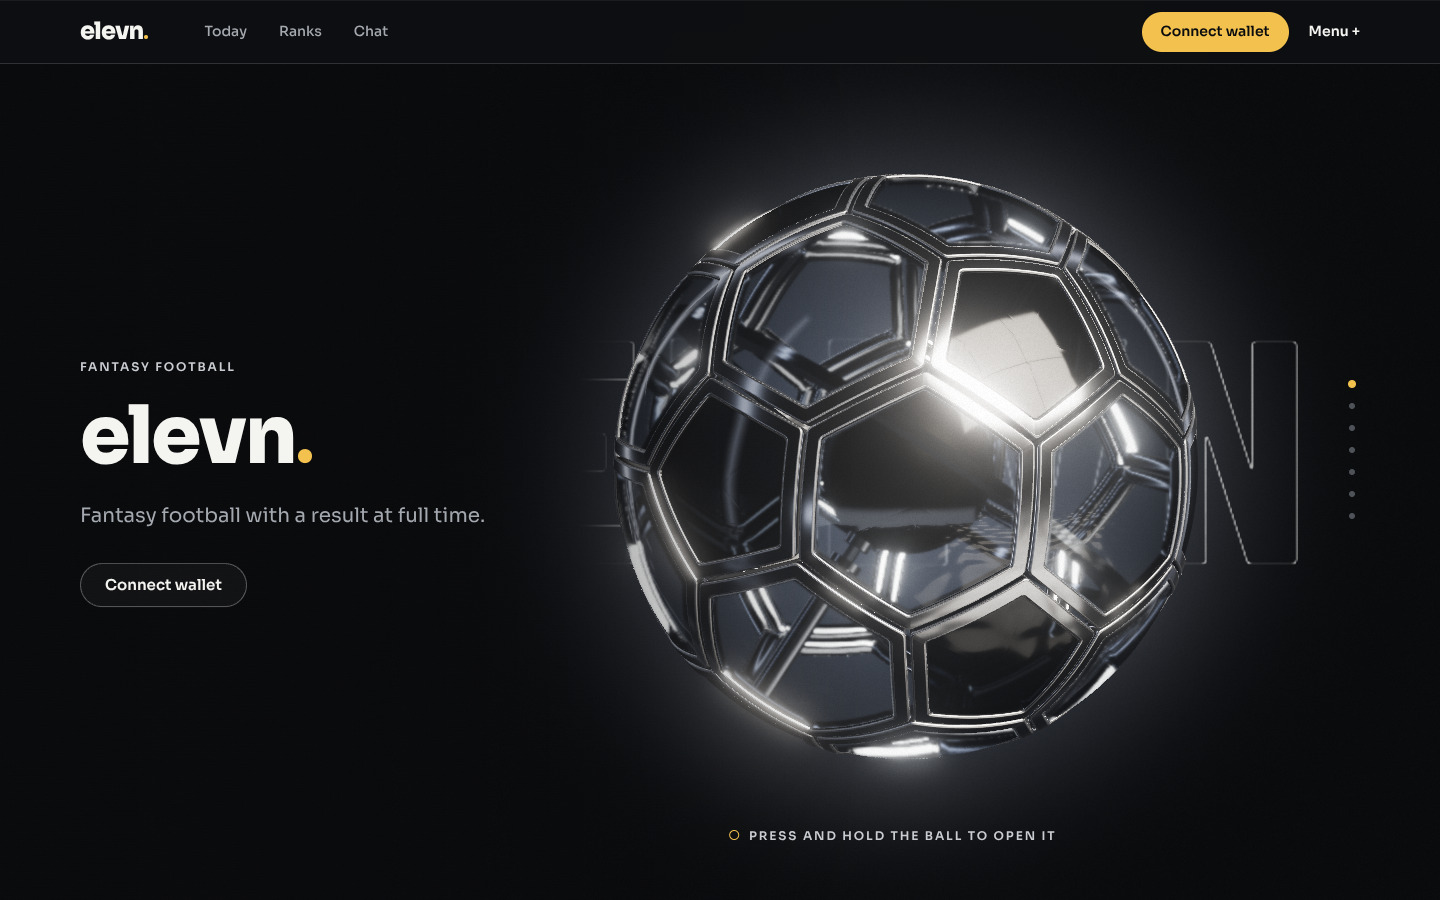 elevn.
Today
Ranks
Chat
Connect wallet
Menu +
FANTASY FOOTBALL
elevn.
Fantasy football with a result at full time.
Connect wallet
N
PRESS AND HOLD THE BALL TO OPEN IT